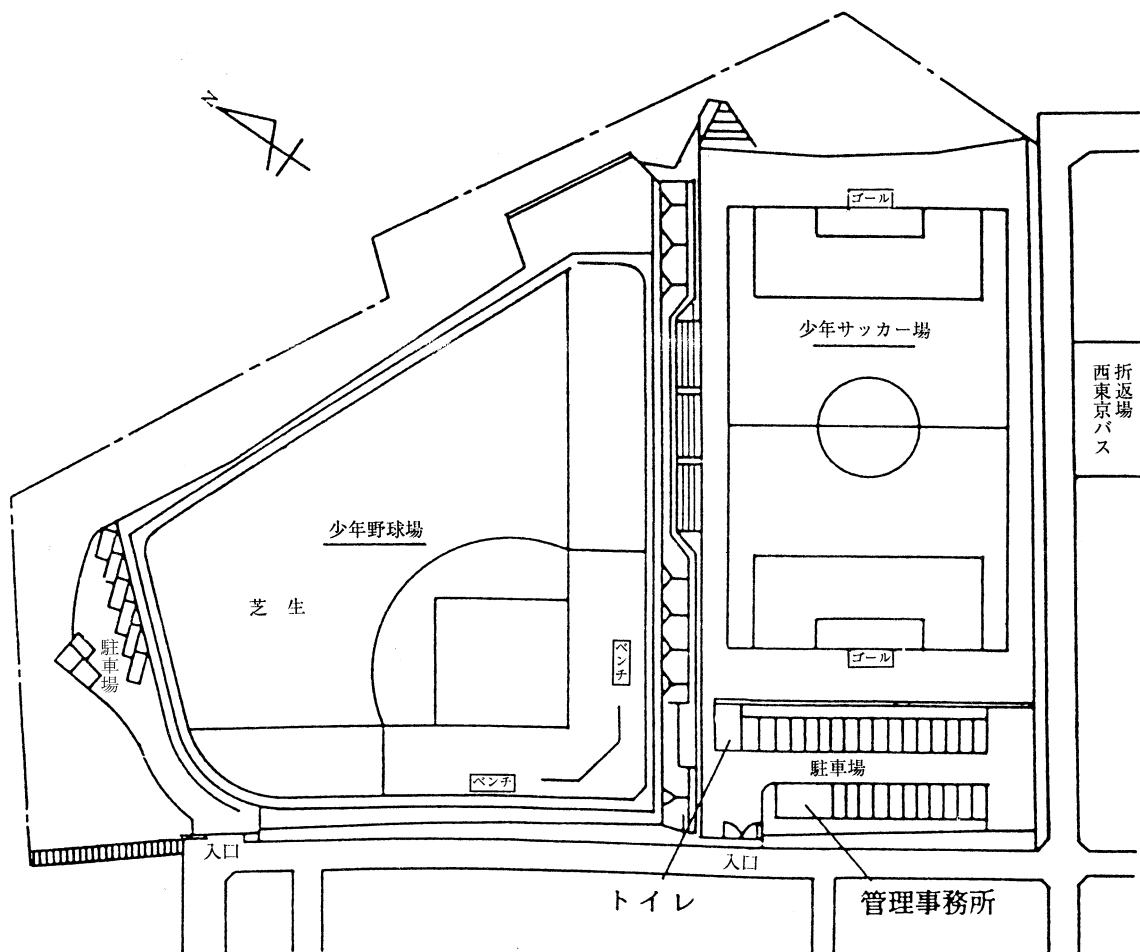 N
ゴール
少年サッカー場
折返場
西東京バス
少年野球場
芝生
駐車場
ベンチ
ゴール
ベンチ
駐車場
入口
入口
トイレ
管理事務所